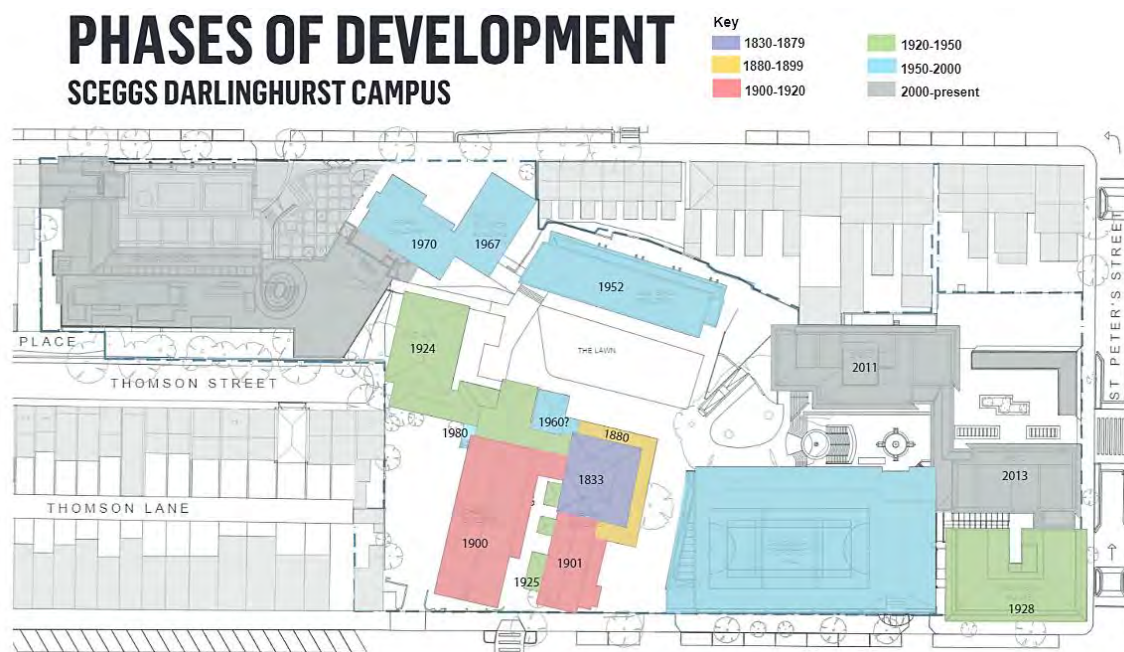 PHASES OF DEVELOPMENT
SCEGGS DARLINGHURST CAMPUS
Key
1830-1879
1880-1899
1900-1920
1920-1950
1950-2000
2000-present
1970
1967
1952
1924
THE LAWN
2011
PLACE
THOMSON STREET
ST PETER'S STREET
1960?
1980
1880
1833
2013
THOMSON LANE
1900
1901
1925
1928